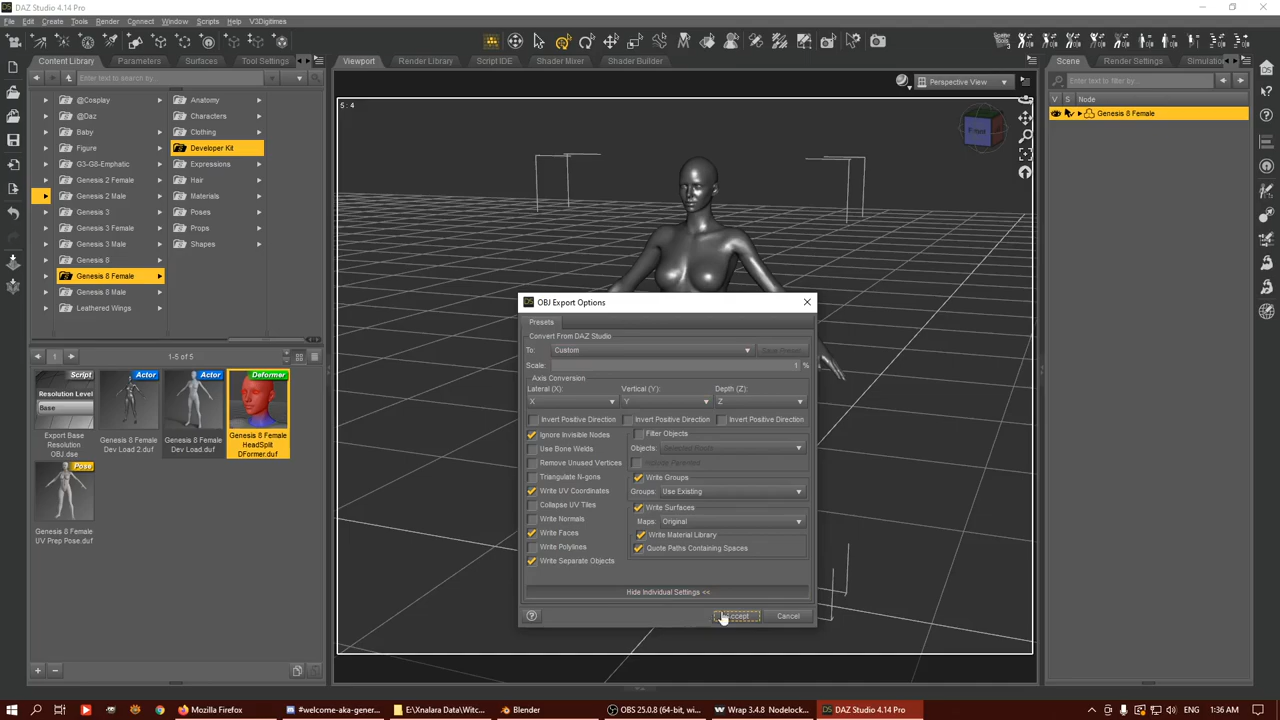 DAZ Studio 4.14 Pro
File Edit Create Tools Render Connect Window Scripts Help V3Digitimes
Content Library Parameters Surfaces Tool Settings
Viewport Render Library Script IDE Shader Mixer Shader Builder
Scene Render Settings Simulation
Enter text to search by...
Perspective View
Enter text to filter by...
V S Node
Genesis 8 Female
5 : 4
Front
@Cosplay
@Daz
Baby
Figure
G3-G8-Emphatic
Genesis 2 Female
Genesis 2 Male
Genesis 3
Genesis 3 Female
Genesis 3 Male
Genesis 8
Genesis 8 Female
Genesis 8 Male
Leathered Wings
Anatomy
Characters
Clothing
Developer Kit
Expressions
Hair
Materials
Poses
Props
Shapes
1
1-5 of 5
Script
Resolution Level
Base
Export Base
Resolution
OBJ.dse
Actor
Genesis 8 Female
Dev Load 2.duf
Actor
Genesis 8 Female
Dev Load.duf
Deformer
Genesis 8 Female
HeadSplit
DFormer.duf
Pose
Genesis 8 Female
UV Prep Pose.duf
OBJ Export Options
Presets
Convert From DAZ Studio
To: Custom
Scale: 1 %
Axis Conversion
Lateral (X): Vertical (Y): Depth (Z):
X Y Z
Invert Positive Direction Invert Positive Direction Invert Positive Direction
Ignore Invisible Nodes
Use Bone Welds
Remove Unused Vertices
Triangulate N-gons
Write UV Coordinates
Collapse UV Tiles
Write Normals
Write Faces
Write Polylines
Write Separate Objects
Filter Objects
Objects:
Write Groups
Groups: Use Existing
Write Surfaces
Maps: Original
Write Material Library
Quote Paths Containing Spaces
Hide Individual Settings <<
Accept Cancel
Mozilla Firefox
#welcome-aka-gener...
E:\Xnalara Data\Witc...
Blender
OBS 25.0.8 (64-bit, wi...
Wrap 3.4.8 Nodelock...
DAZ Studio 4.14 Pro
1:36 AM